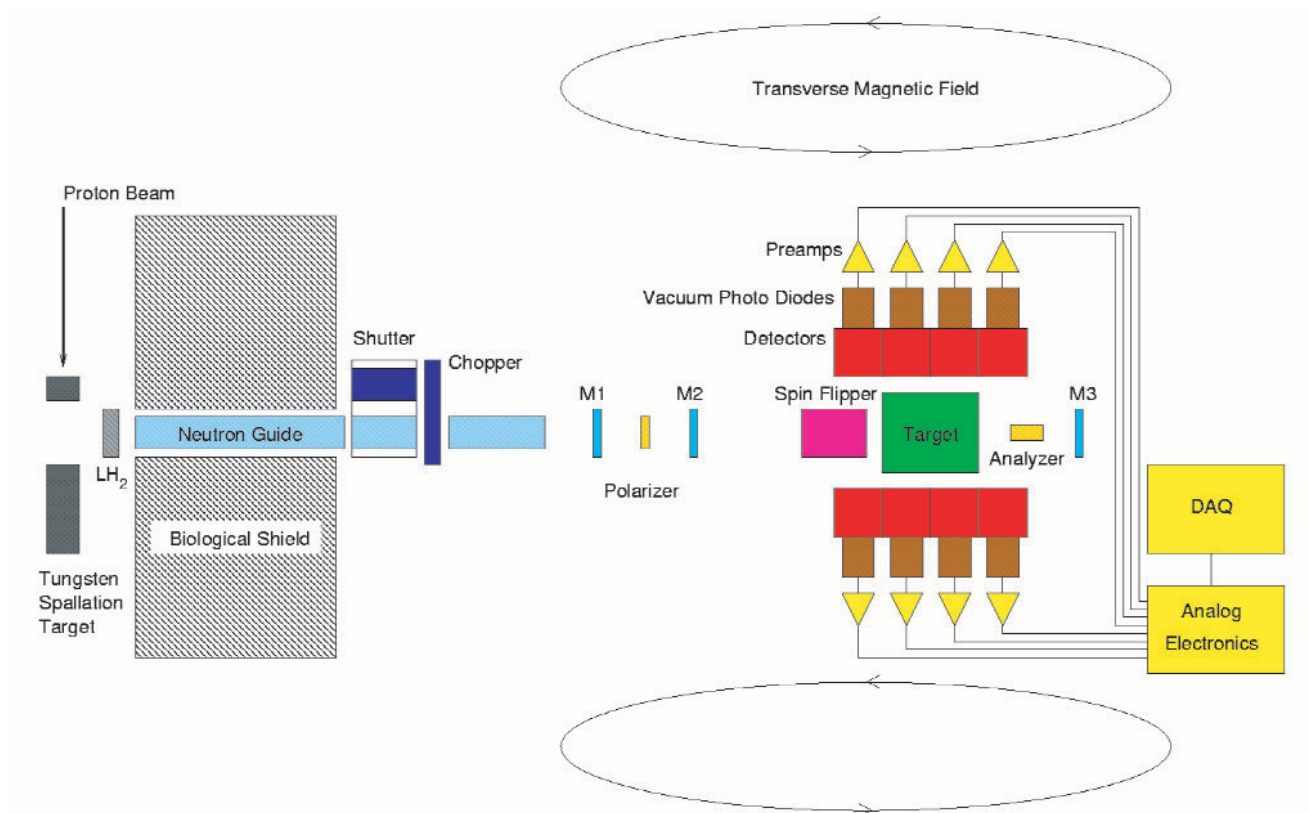 Transverse Magnetic Field
Proton Beam
Preamps
Vacuum Photo Diodes
Detectors
Shutter
Chopper
M1
M2
Spin Flipper
M3
Neutron Guide
Target
Analyzer
LH₂
Polarizer
DAQ
Biological Shield
Tungsten
Spallation
Target
Analog
Electronics